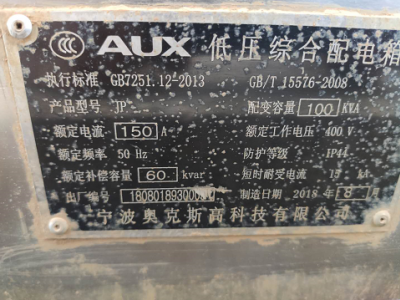 AUX 低压综合配电箱
执行标准 GB7251.12-2013 GB/T 15576-2008
产品型号 JP 配变容量 100 KVA
额定电流 150 A 额定工作电压 400 V
额定频率 50 Hz 防护等级 IP44
额定补偿容量 60 kvar 短时耐受电流 15 kA
出厂编号 制造日期 2018 年 8 月
宁波奥克斯高科技有限公司